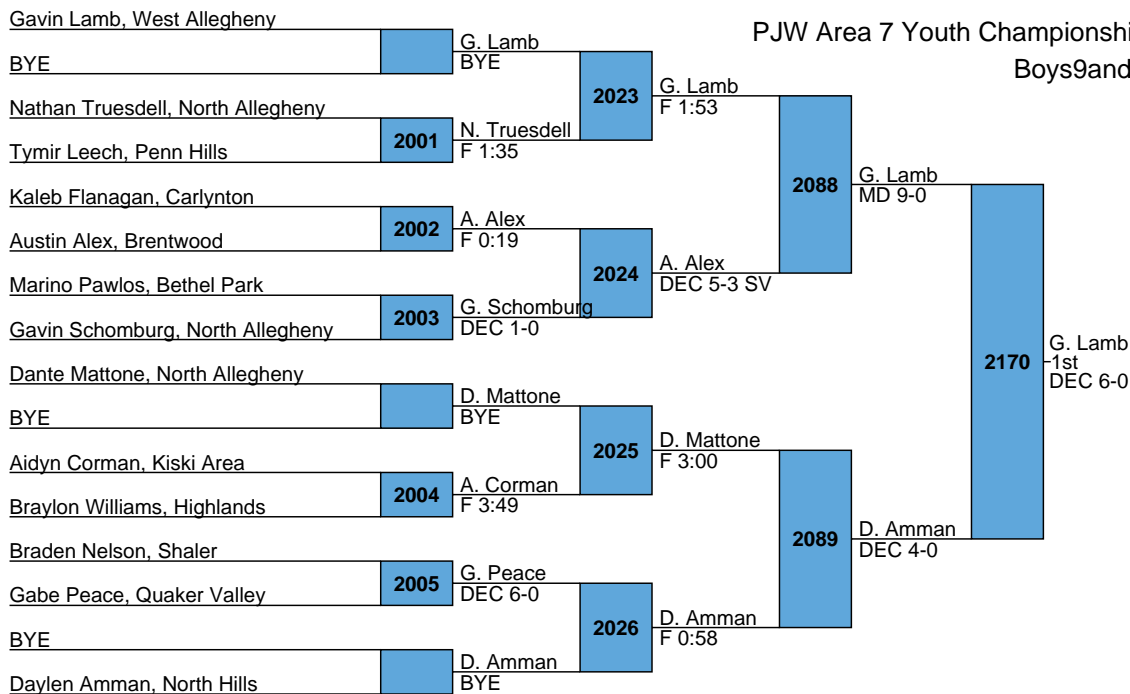 PJW Area 7 Youth Championshi
Boys9and
Gavin Lamb, West Allegheny
BYE
G. Lamb
BYE
Nathan Truesdell, North Allegheny
Tymir Leech, Penn Hills
2001
N. Truesdell
F 1:35
2023
G. Lamb
F 1:53
Kaleb Flanagan, Carlynton
Austin Alex, Brentwood
2002
A. Alex
F 0:19
Marino Pawlos, Bethel Park
Gavin Schomburg, North Allegheny
2003
G. Schomburg
DEC 1-0
2024
A. Alex
DEC 5-3 SV
2088
G. Lamb
MD 9-0
Dante Mattone, North Allegheny
BYE
D. Mattone
BYE
Aidyn Corman, Kiski Area
Braylon Williams, Highlands
2004
A. Corman
F 3:49
2025
D. Mattone
F 3:00
Braden Nelson, Shaler
Gabe Peace, Quaker Valley
2005
G. Peace
DEC 6-0
BYE
Daylen Amman, North Hills
D. Amman
BYE
2026
D. Amman
F 0:58
2089
D. Amman
DEC 4-0
2170
G. Lamb
1st
DEC 6-0